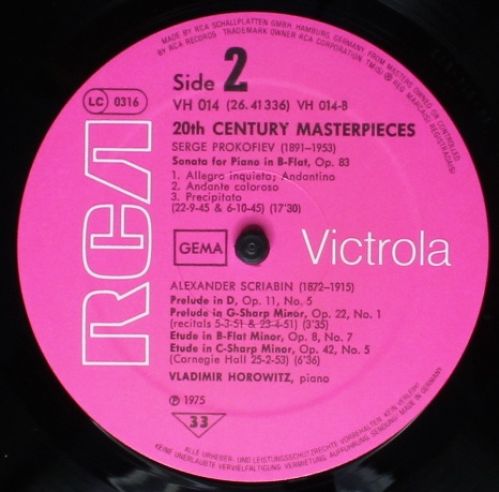 MADE BY RCA SCHALLPLATTEN GMBH, HAMBURG, GERMANY, FROM MASTERS OWNED OR CONTROLLED
BY RCA RECORDS TRADEMARK OWNER RCA CORPORATION TM(S) ® REG MARCA(S) REGISTRADA(S)
Side 2
LC 0316
VH 014 (26.41336) VH 014-B
20th CENTURY MASTERPIECES
SERGE PROKOFIEV (1891-1953)
Sonata for Piano in B-Flat, Op. 83
1. Allegro inquieta; Andantino
2. Andante coloroso
3. Precipitato
(22-9-45 & 6-10-45) (17'30)
RCA
GEMA
Victrola
ALEXANDER SCRIABIN (1872-1915)
Prelude in D, Op. 11, No. 5
Prelude in G-Sharp Minor, Op. 22, No. 1
(recitals 5-3-51 & 23-4-51) (3'35)
Etude in B-Flat Minor, Op. 8, No. 7
Etude in C-Sharp Minor, Op. 42, No. 5
(Carnegie Hall 25-2-53) (6'36)
VLADIMIR HOROWITZ, piano
℗ 1975
33
ALLE URHEBER- UND LEISTUNGSSCHUTZRECHTE VORBEHALTEN. KEIN VERLEIH!
KEINE UNERLAUBTE VERVIELFÄLTIGUNG, VERMIETUNG, AUFFÜHRUNG, SENDUNG. MADE IN GERMANY